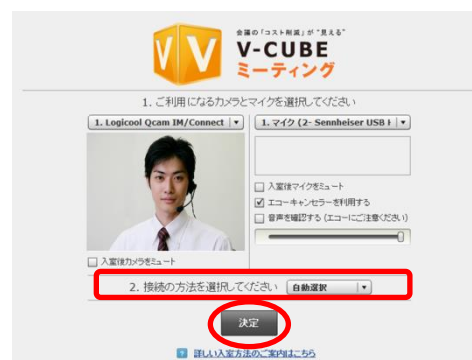 会議の「コスト削減」が "見える"
V-CUBE
ミーティング
1. ご利用になるカメラとマイクを選択してください
1. Logicool Qcam IM/Connect
1. マイク (2- Sennheiser USB H
入室後マイクをミュート
エコーキャンセラーを利用する
音声を確認する (エコーにご注意ください)
入室後カメラをミュート
2. 接続の方法を選択してください 自動選択
決定
? 詳しい入室方法のご案内はこちら